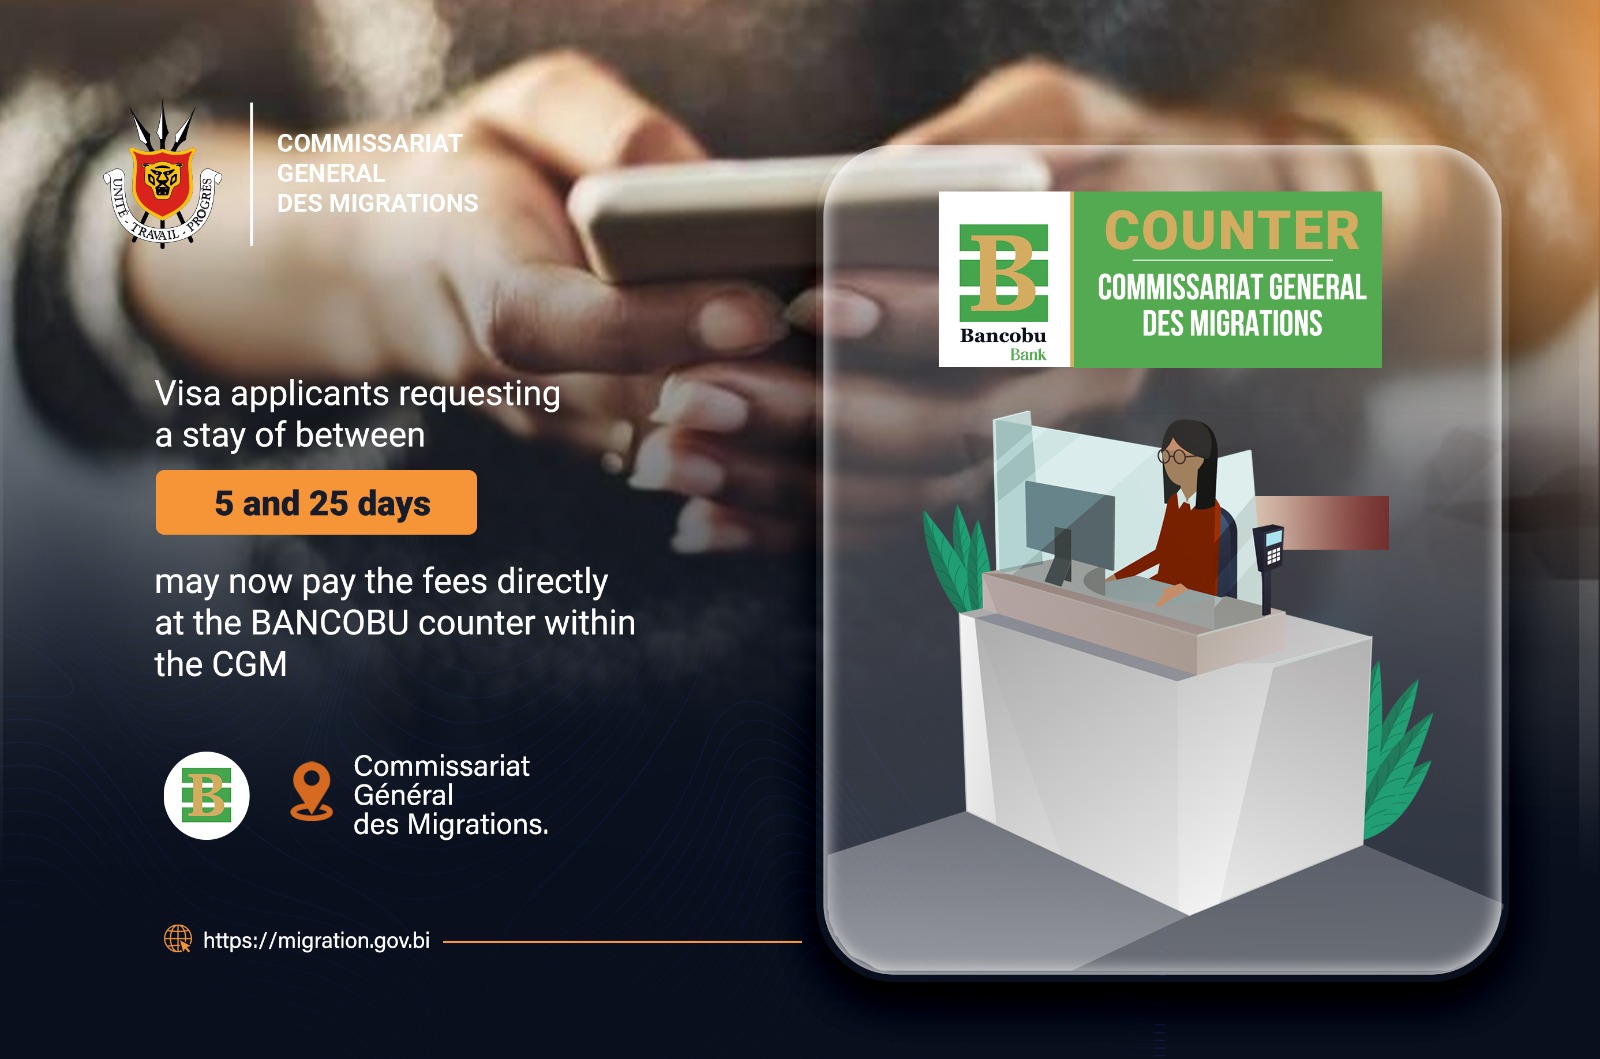 UNITÉ - TRAVAIL - PROGRES
COMMISSARIAT
GENERAL
DES MIGRATIONS
Visa applicants requesting
a stay of between
5 and 25 days
may now pay the fees directly
at the BANCOBU counter within
the CGM
B
Commissariat
Général
des Migrations.
https://migration.gov.bi
B
Bancobu
Bank
COUNTER
COMMISSARIAT GENERAL
DES MIGRATIONS